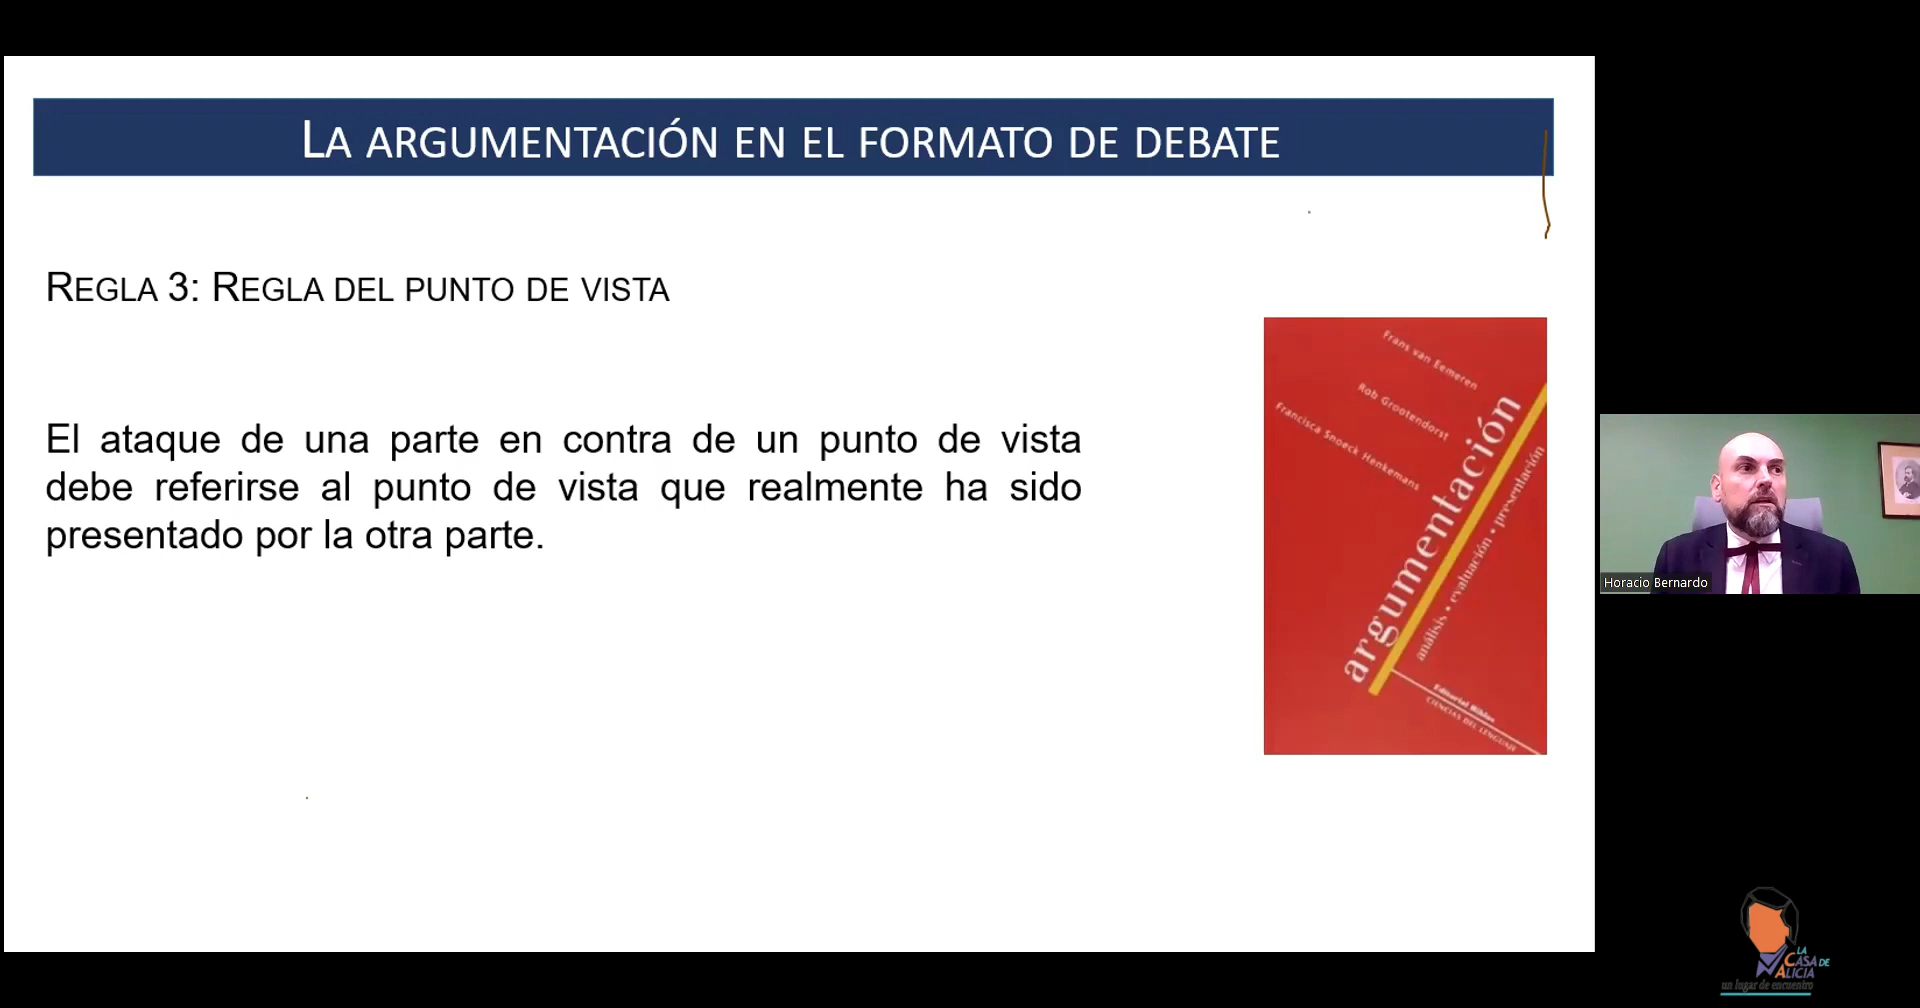 LA ARGUMENTACIÓN EN EL FORMATO DE DEBATE
REGLA 3: REGLA DEL PUNTO DE VISTA
El ataque de una parte en contra de un punto de vista
debe referirse al punto de vista que realmente ha sido
presentado por la otra parte.
Frans van Eemeren
Rob Grootendorst
Francisca Snoeck Henkemans
argumentación
análisis • evaluación • presentación
Editorial Biblos
CIENCIAS DEL LENGUAJE
Horacio Bernardo
LA
CASA DE
ALICIA
un lugar de encuentro